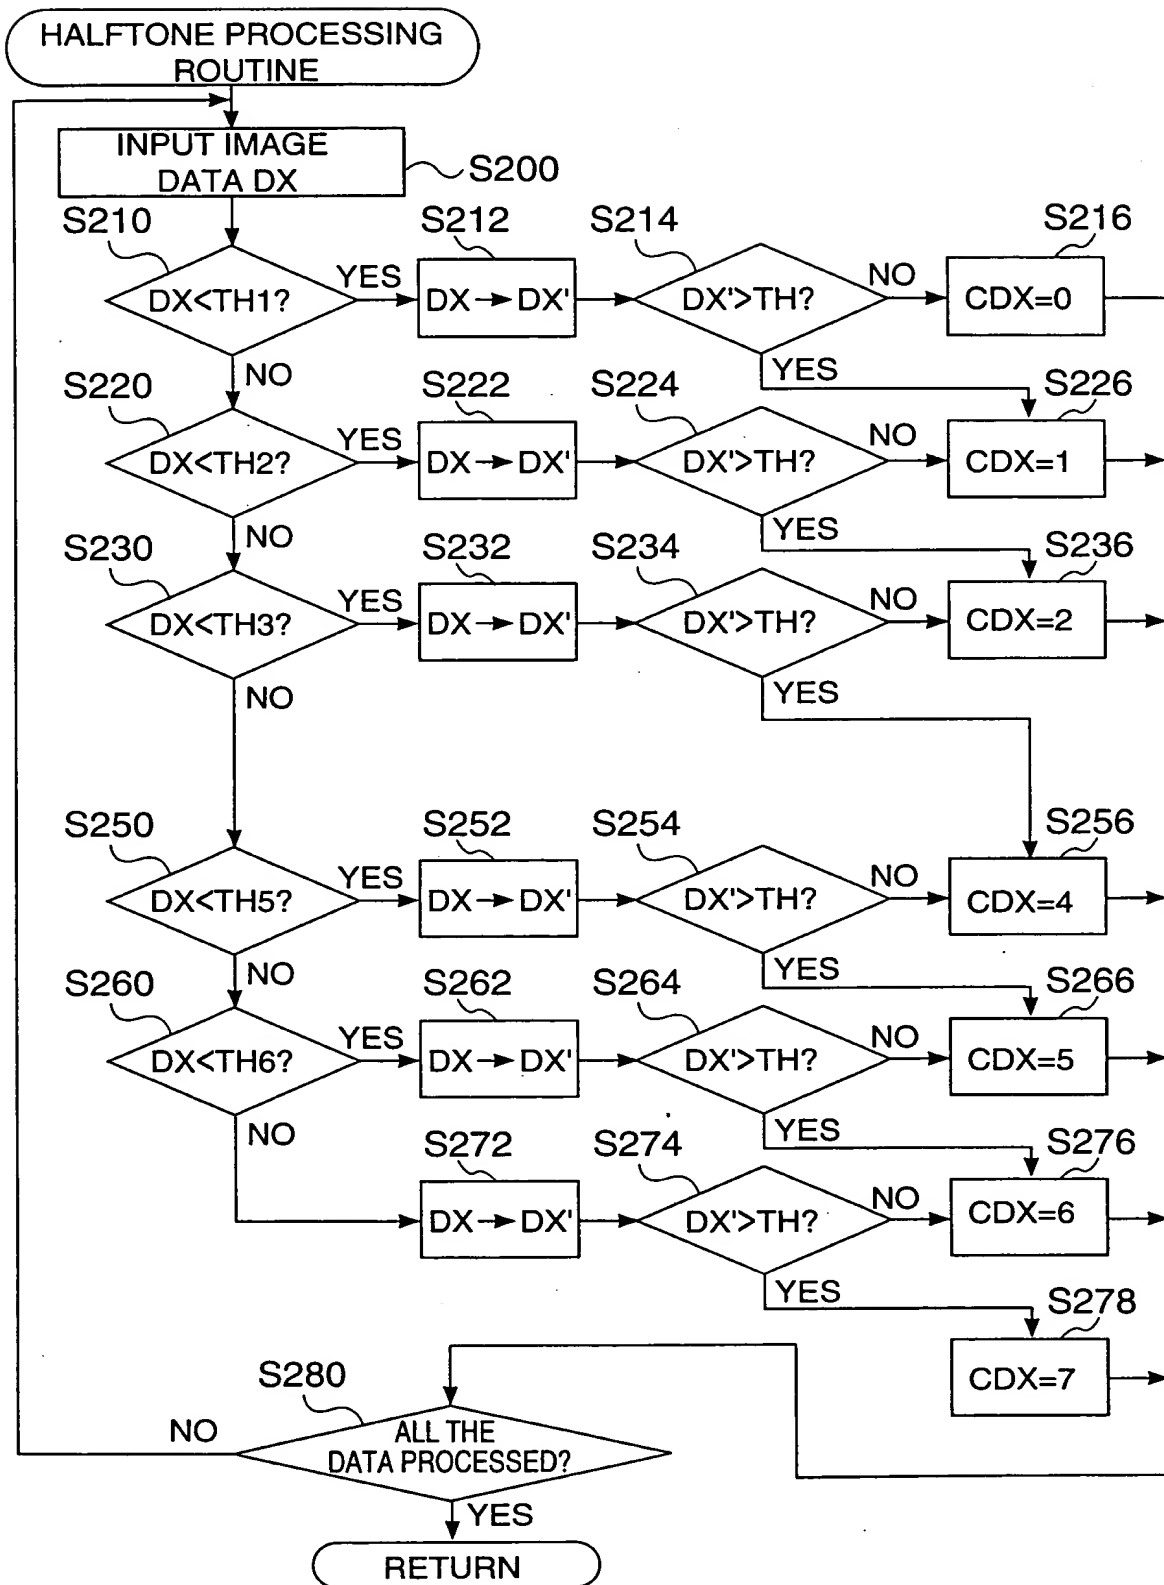 HALFTONE PROCESSING
ROUTINE
INPUT IMAGE
DATA DX
S200
S210
S212
S214
S216
DX<TH1?
YES
DX→DX'
DX'>TH?
NO
CDX=0
NO
YES
S220
S222
S224
S226
DX<TH2?
YES
DX→DX'
DX'>TH?
NO
CDX=1
NO
YES
S230
S232
S234
S236
DX<TH3?
YES
DX→DX'
DX'>TH?
NO
CDX=2
NO
YES
S250
S252
S254
S256
DX<TH5?
YES
DX→DX'
DX'>TH?
NO
CDX=4
NO
YES
S260
S262
S264
S266
DX<TH6?
YES
DX→DX'
DX'>TH?
NO
CDX=5
NO
YES
S272
S274
S276
DX→DX'
DX'>TH?
NO
CDX=6
YES
S278
CDX=7
S280
NO
ALL THE
DATA PROCESSED?
YES
RETURN